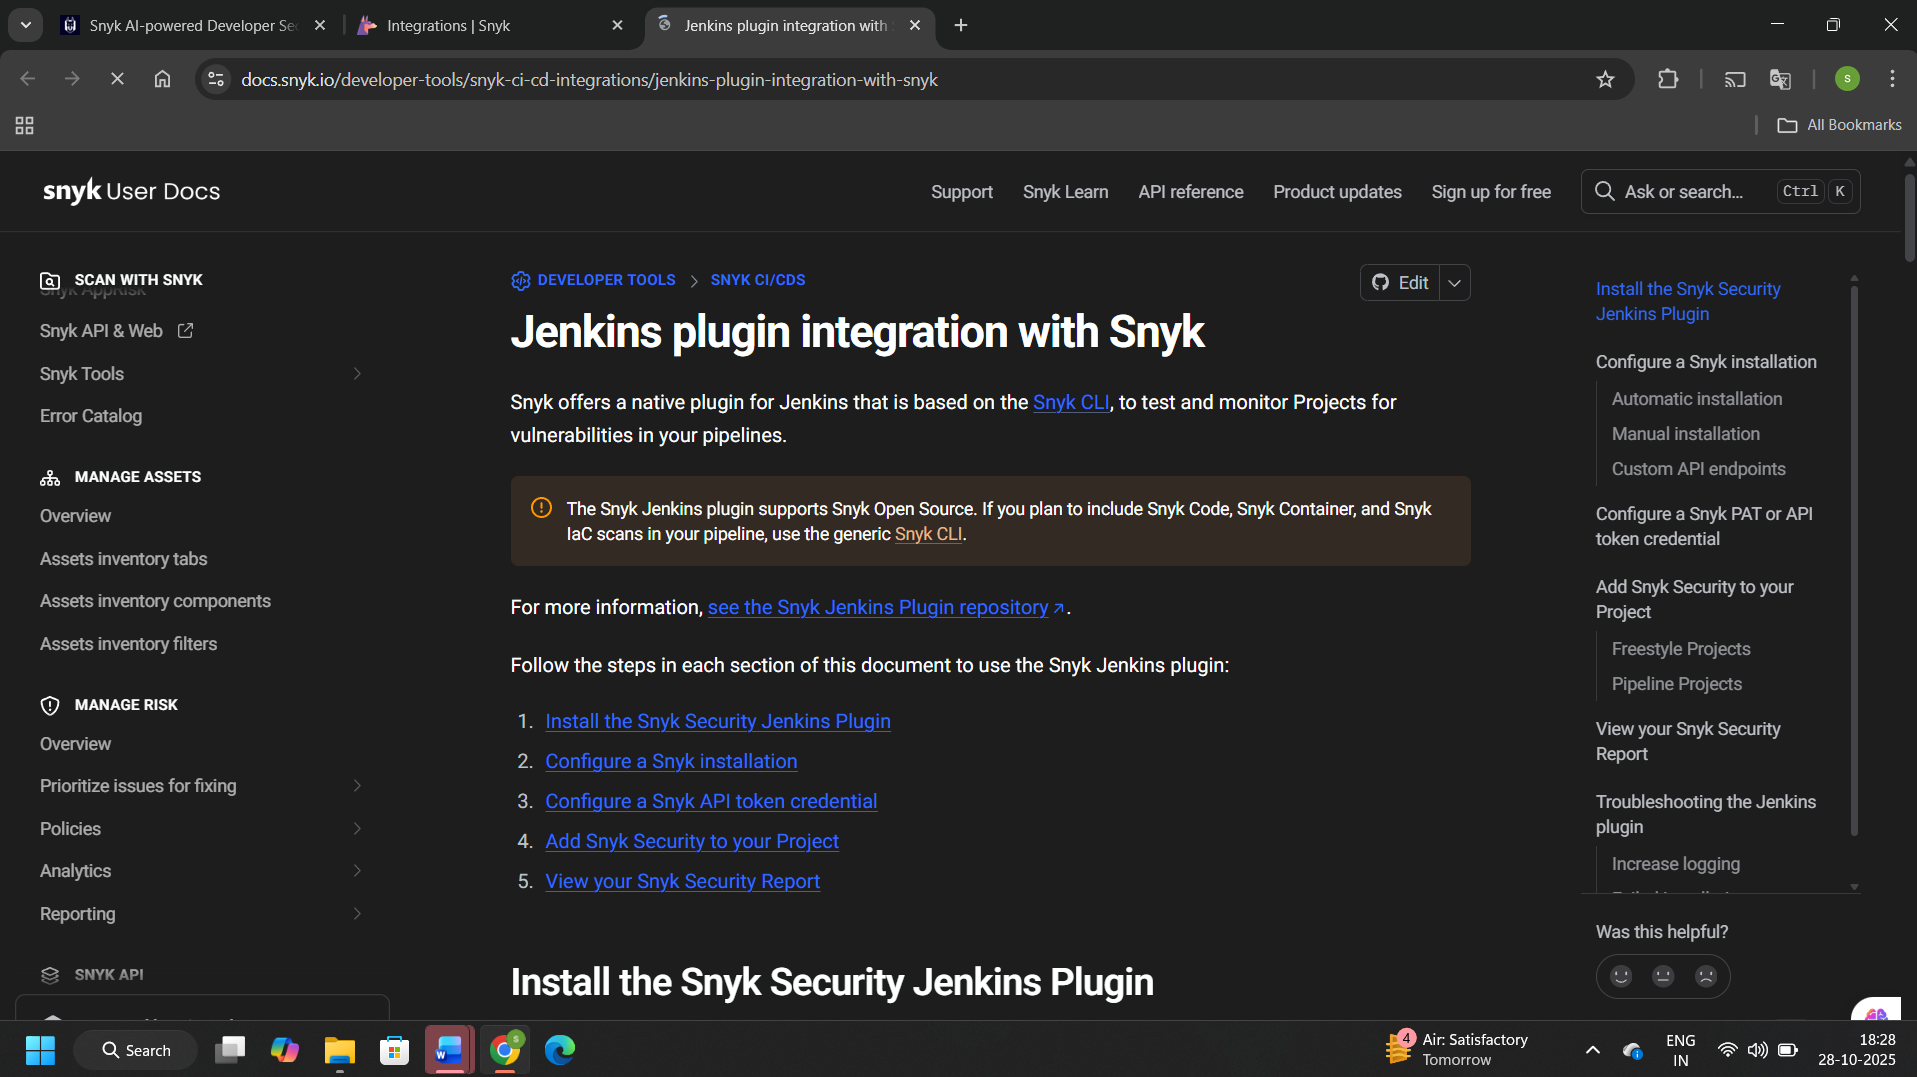 Snyk AI-powered Developer Sec
Integrations | Snyk
Jenkins plugin integration with S
docs.snyk.io/developer-tools/snyk-ci-cd-integrations/jenkins-plugin-integration-with-snyk
S
All Bookmarks
snyk User Docs
Support
Snyk Learn
API reference
Product updates
Sign up for free
Ask or search...
Ctrl
K
SCAN WITH SNYK
Snyk AppRisk
Snyk API & Web
Snyk Tools
Error Catalog
MANAGE ASSETS
Overview
Assets inventory tabs
Assets inventory components
Assets inventory filters
MANAGE RISK
Overview
Prioritize issues for fixing
Policies
Analytics
Reporting
SNYK API
DEVELOPER TOOLS
SNYK CI/CDS
Edit
Jenkins plugin integration with Snyk
Snyk offers a native plugin for Jenkins that is based on the Snyk CLI, to test and monitor Projects for
vulnerabilities in your pipelines.
The Snyk Jenkins plugin supports Snyk Open Source. If you plan to include Snyk Code, Snyk Container, and Snyk
IaC scans in your pipeline, use the generic Snyk CLI.
For more information, see the Snyk Jenkins Plugin repository.
Follow the steps in each section of this document to use the Snyk Jenkins plugin:
1. Install the Snyk Security Jenkins Plugin
2. Configure a Snyk installation
3. Configure a Snyk API token credential
4. Add Snyk Security to your Project
5. View your Snyk Security Report
Install the Snyk Security Jenkins Plugin
Install the Snyk Security
Jenkins Plugin
Configure a Snyk installation
Automatic installation
Manual installation
Custom API endpoints
Configure a Snyk PAT or API
token credential
Add Snyk Security to your
Project
Freestyle Projects
Pipeline Projects
View your Snyk Security
Report
Troubleshooting the Jenkins
plugin
Increase logging
Was this helpful?
Search
W
S
4
Air: Satisfactory
Tomorrow
ENG
IN
18:28
28-10-2025